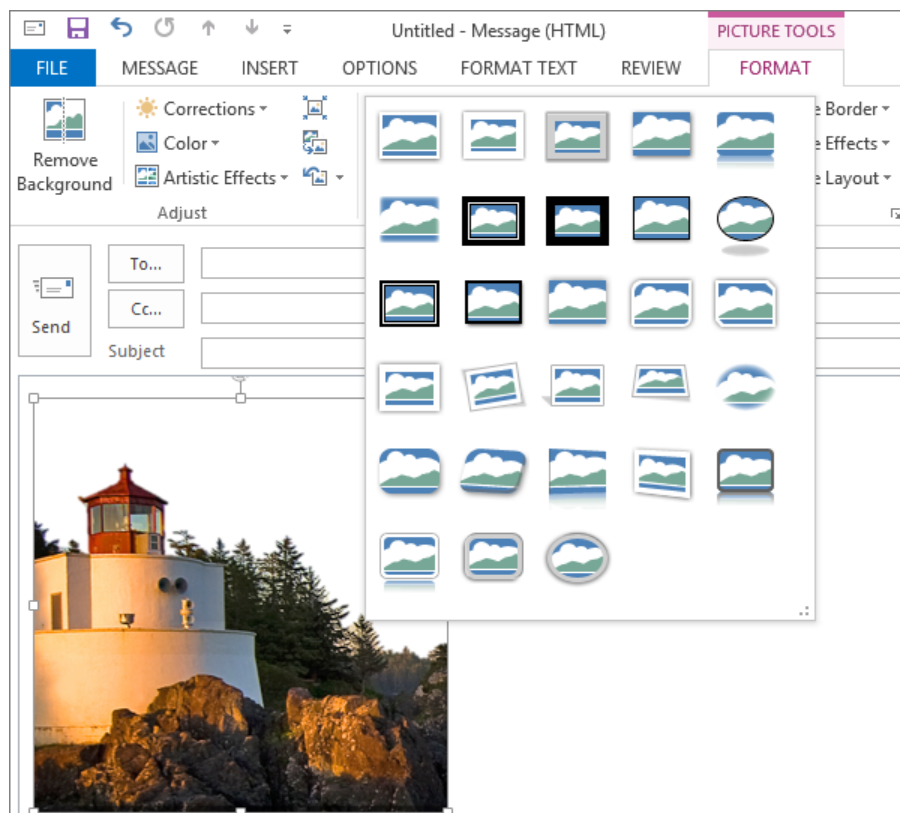 Untitled - Message (HTML)
PICTURE TOOLS
FILE MESSAGE INSERT OPTIONS FORMAT TEXT REVIEW FORMAT
Remove
Background
Corrections
Color
Artistic Effects
Adjust
e Border
e Effects
e Layout
Send
To...
Cc...
Subject